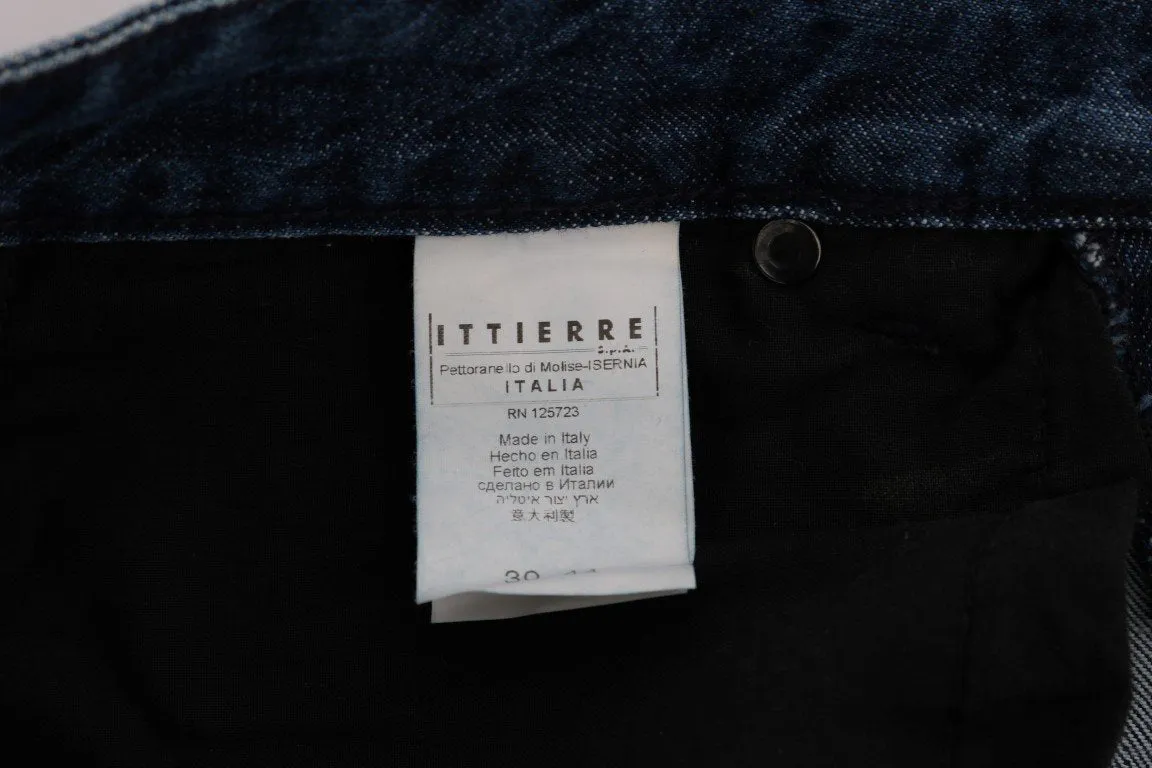 ITTIERRE
S.p.A.
Pettoranello di Molise-ISERNIA
ITALIA
RN 125723
Made in Italy
Hecho en Italia
Feito em Italia
сделано в Италии
ארץ יצור איטליה
意大利製